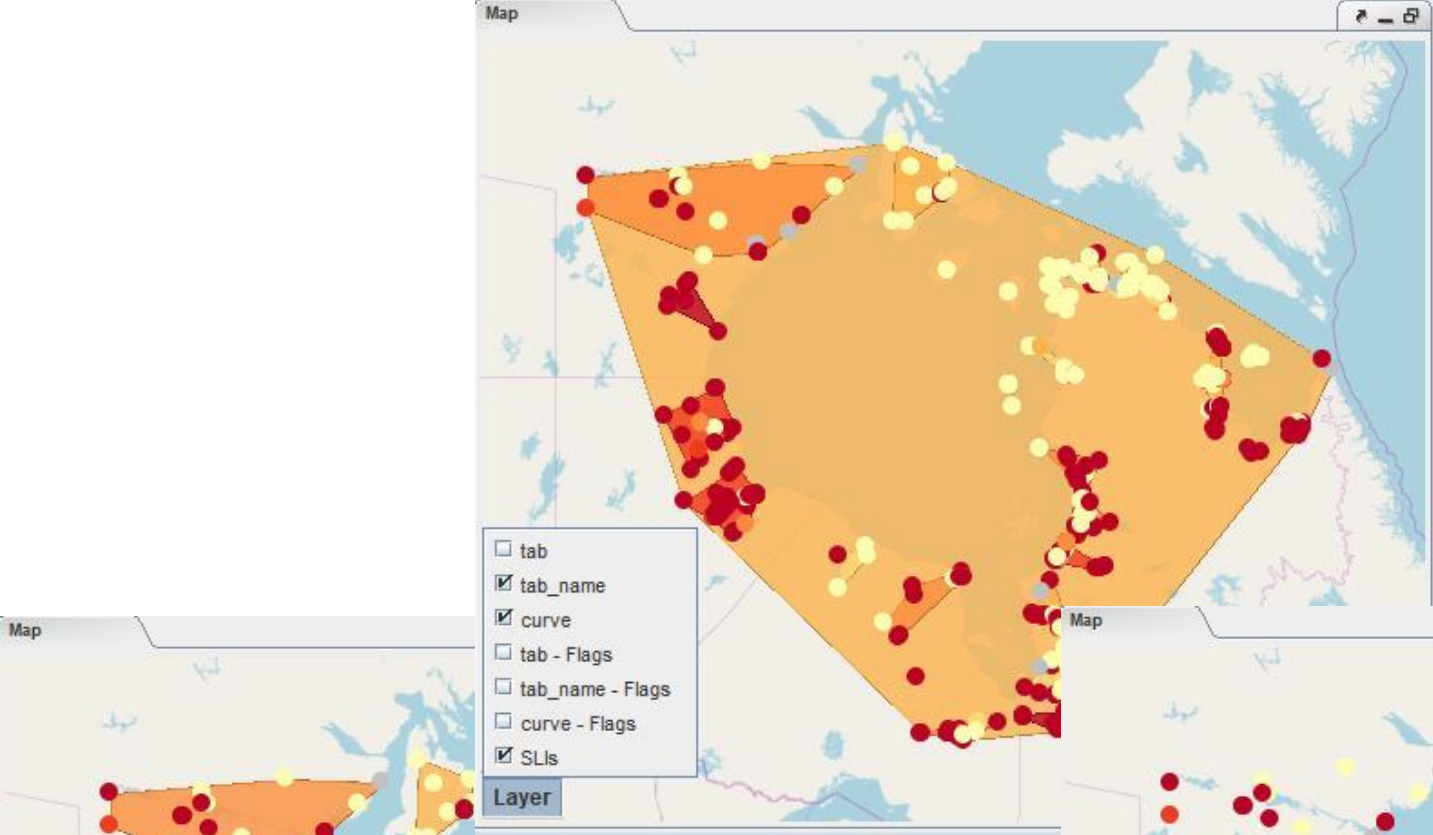 Map
tab
tab_name
curve
tab - Flags
tab_name - Flags
curve - Flags
SLIs
Layer
Map
Map